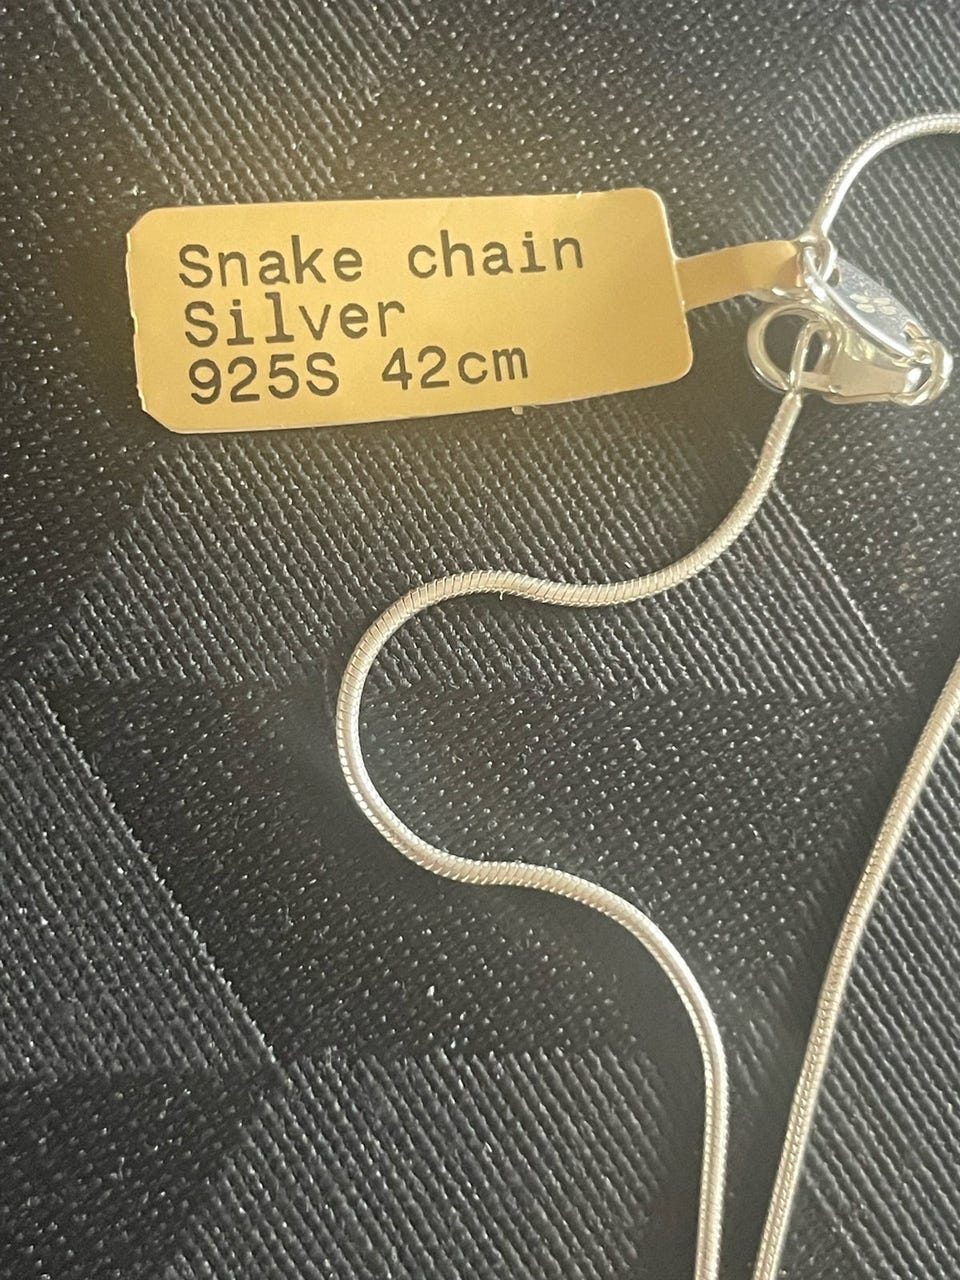 Snake chain
Silver
925S 42cm